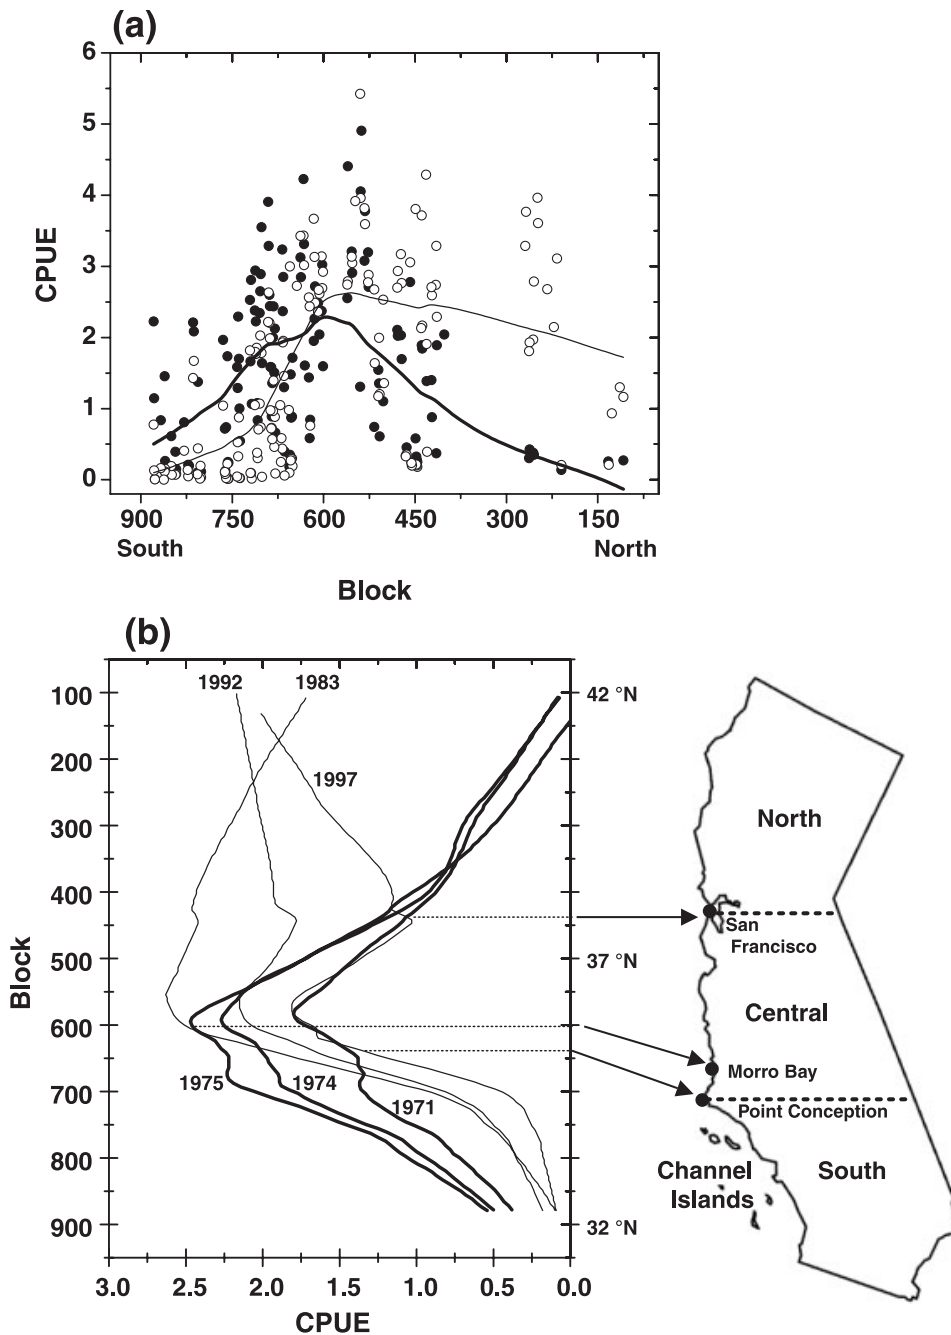 (a)
6
5
4
3
2
1
0
CPUE
900 750 600 450 300 150
South North
Block
(b)
1992 1983
1997
1975 1974 1971
100
200
300
400
500
600
700
800
900
Block
3.0 2.5 2.0 1.5 1.0 0.5 0.0
CPUE
42 °N
37 °N
32 °N
North
San
Francisco
Central
Morro Bay
Point Conception
Channel
Islands
South